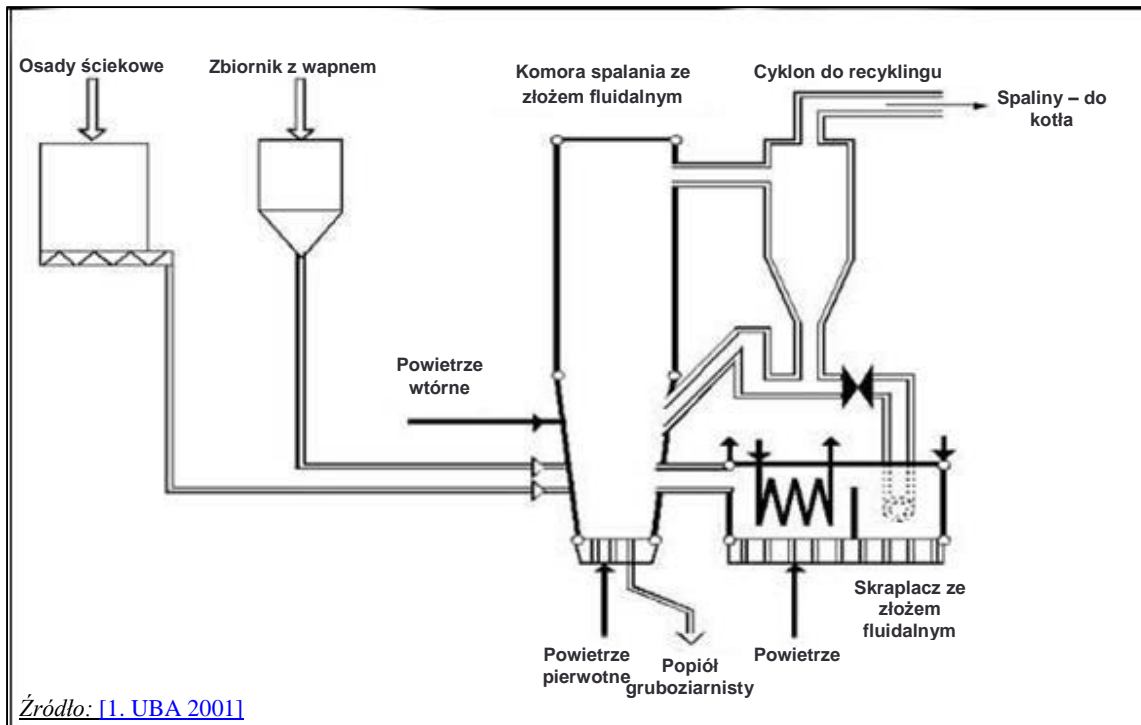 Osady ściekowe
Zbiornik z wapnem
Komora spalania ze
złożem fluidalnym
Cyklon do recyklingu
Spaliny – do
kotła
Powietrze
wtórne
Skraplacz ze
złożem
fluidalnym
Powietrze
pierwotne
Popiół
gruboziarnisty
Powietrze
Źródło: [1. UBA 2001]